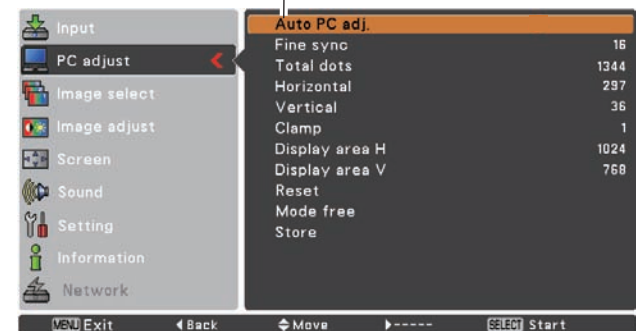 Input
PC adjust
Image select
Image adjust
Screen
Sound
Setting
Information
Network
Auto PC adj.
Fine sync 16
Total dots 1344
Horizontal 297
Vertical 36
Clamp 1
Display area H 1024
Display area V 768
Reset
Mode free
Store
MENU Exit Back Move ----- SELECT Start